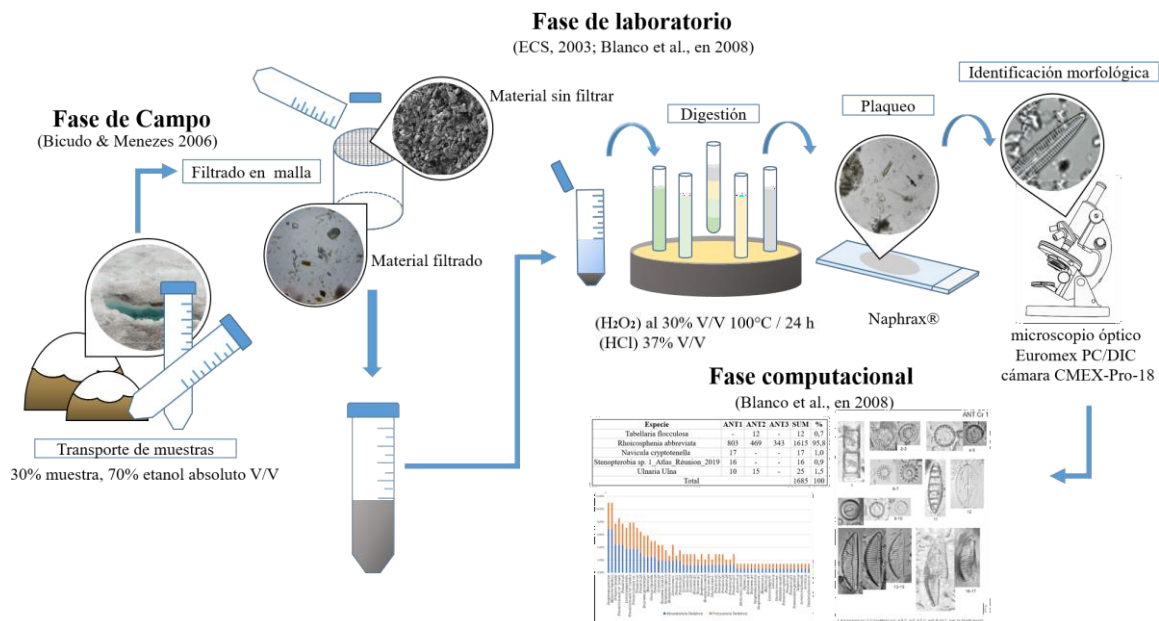 Fase de laboratorio
(ECS, 2003; Blanco et al., en 2008)
Fase de Campo
(Bicudo & Menezes 2006)
Filtrado en malla
Material sin filtrar
Material filtrado
Transporte de muestras
30% muestra, 70% etanol absoluto V/V
Digestión
(H₂O₂) al 30% V/V 100°C / 24 h
(HCl) 37% V/V
Plaqueo
Naphrax®
Identificación morfológica
microscopio óptico
Euromex PC/DIC
cámara CMEX-Pro-18
Fase computacional
(Blanco et al., en 2008)
Especie ANT1 ANT2 ANT3 SUM %
Tabellaria flocculosa - 12 - 12 0,7
Rhoicosphenia abbreviata 803 469 343 1615 95,8
Navicula cryptotenella 17 - - 17 1,0
Stenopterobia sp. 1_Atlas_Réunion_2019 16 - - 16 0,9
Ulnaria Ulna 10 15 - 25 1,5
Total 1685 100
ANT Cr 1